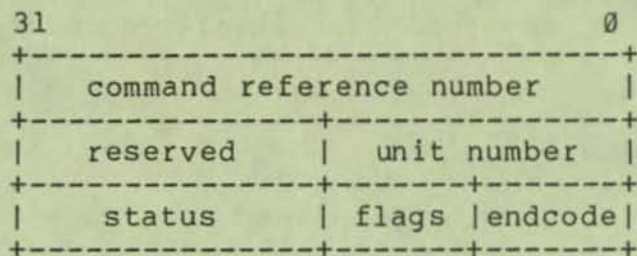 31                              0
+-------------------------------+
|   command reference number    |
+---------------+---------------+
|   reserved    |  unit number  |
+---------------+-------+-------+
|    status     | flags |endcode|
+---------------+-------+-------+